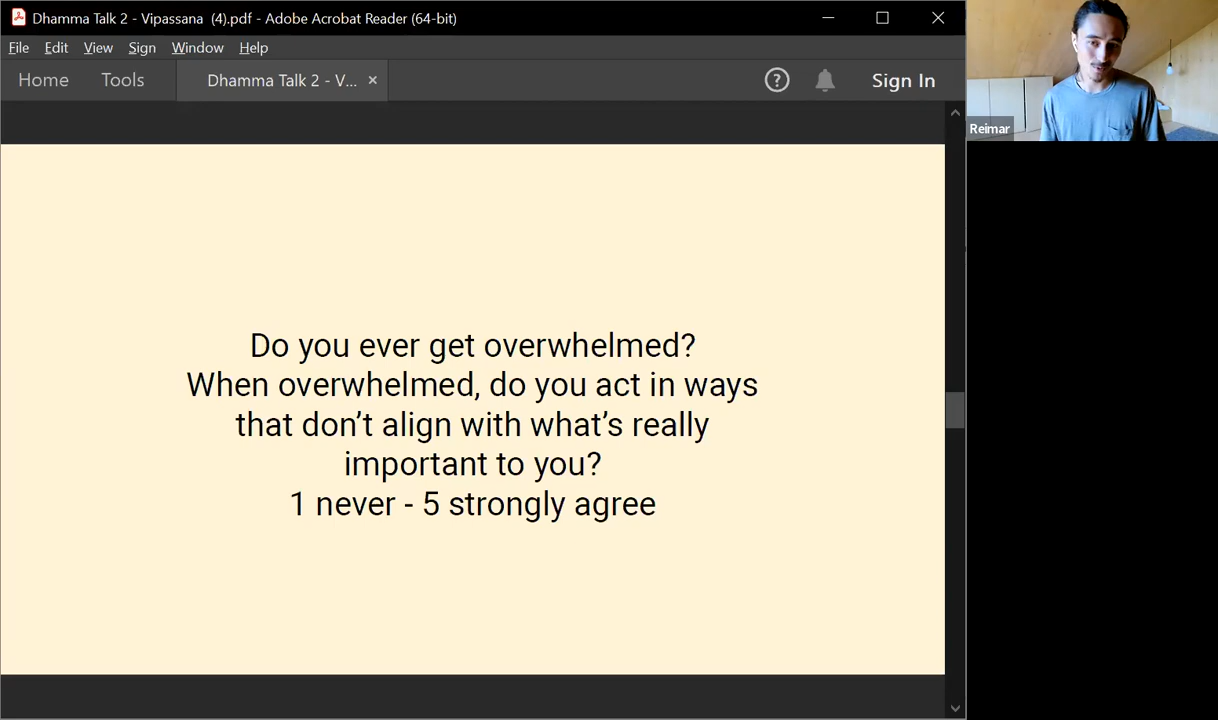 Dhamma Talk 2 - Vipassana (4).pdf - Adobe Acrobat Reader (64-bit)
File Edit View Sign Window Help
Home Tools Dhamma Talk 2 - V... × ? Sign In
Reimar
Do you ever get overwhelmed?
When overwhelmed, do you act in ways
that don’t align with what’s really
important to you?
1 never - 5 strongly agree